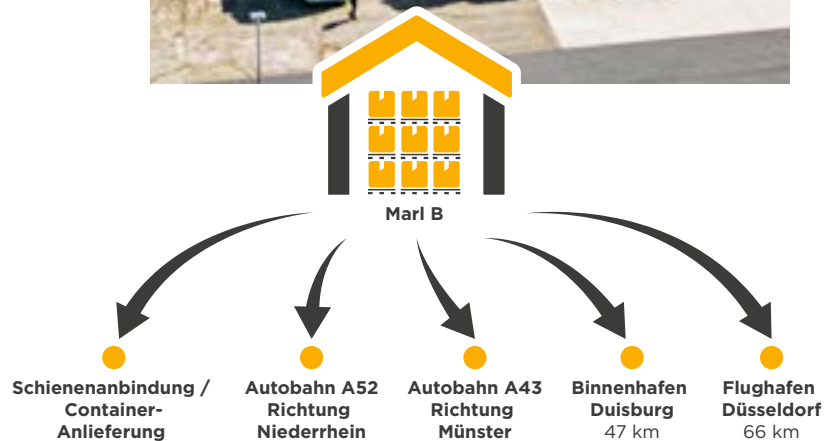 Marl B
Schienenanbindung /
Container-
Anlieferung
Autobahn A52
Richtung
Niederrhein
Autobahn A43
Richtung
Münster
Binnenhafen
Duisburg
47 km
Flughafen
Düsseldorf
66 km